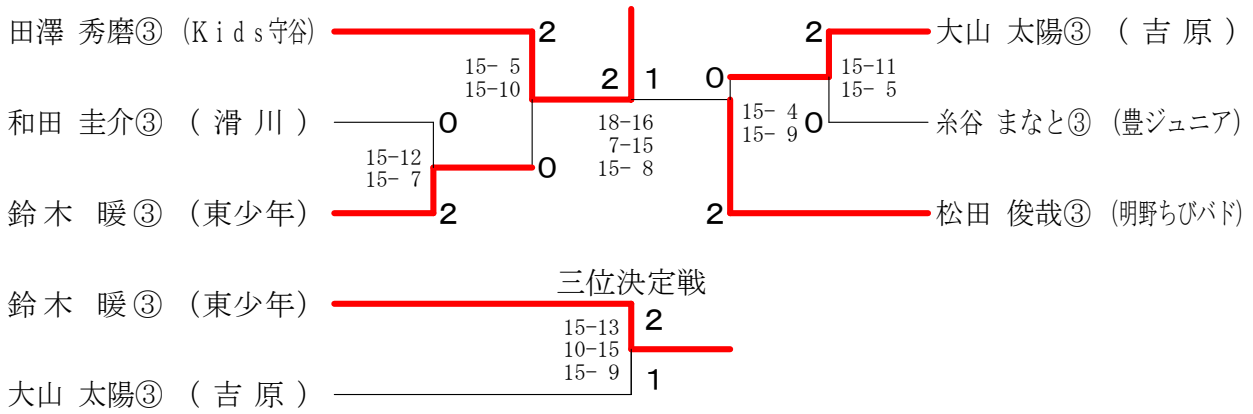 田澤 秀磨③ (Kids守谷) 2 2 大山 太陽③ (吉原)
15- 5 2 1 0 15-11
15-10 15- 5
和田 圭介③ (滑川) 0 18-16 15- 4 0 糸谷 まなと③ (豊ジュニア)
7-15 15- 9
15-12 0 15- 8
15- 7
鈴木 暖③ (東少年) 2 2 松田 俊哉③ (明野ちびバド)
三位決定戦
鈴木 暖③ (東少年)
15-13 2
10-15
15- 9 1
大山 太陽③ (吉原)